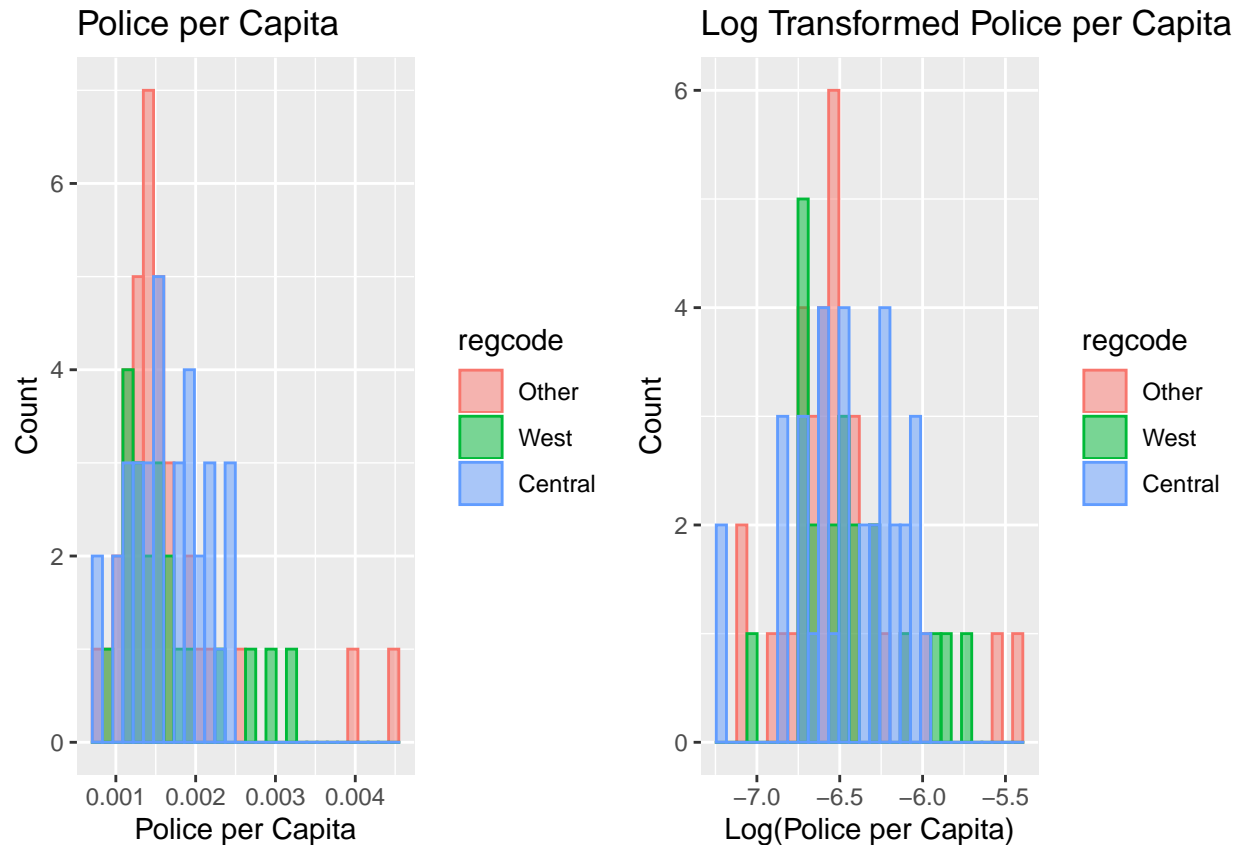 Police per Capita
6
4
2
0
Count
0.001 0.002 0.003 0.004
Police per Capita
regcode
Other
West
Central
Log Transformed Police per Capita
6
4
2
0
Count
−7.0 −6.5 −6.0 −5.5
Log(Police per Capita)
regcode
Other
West
Central